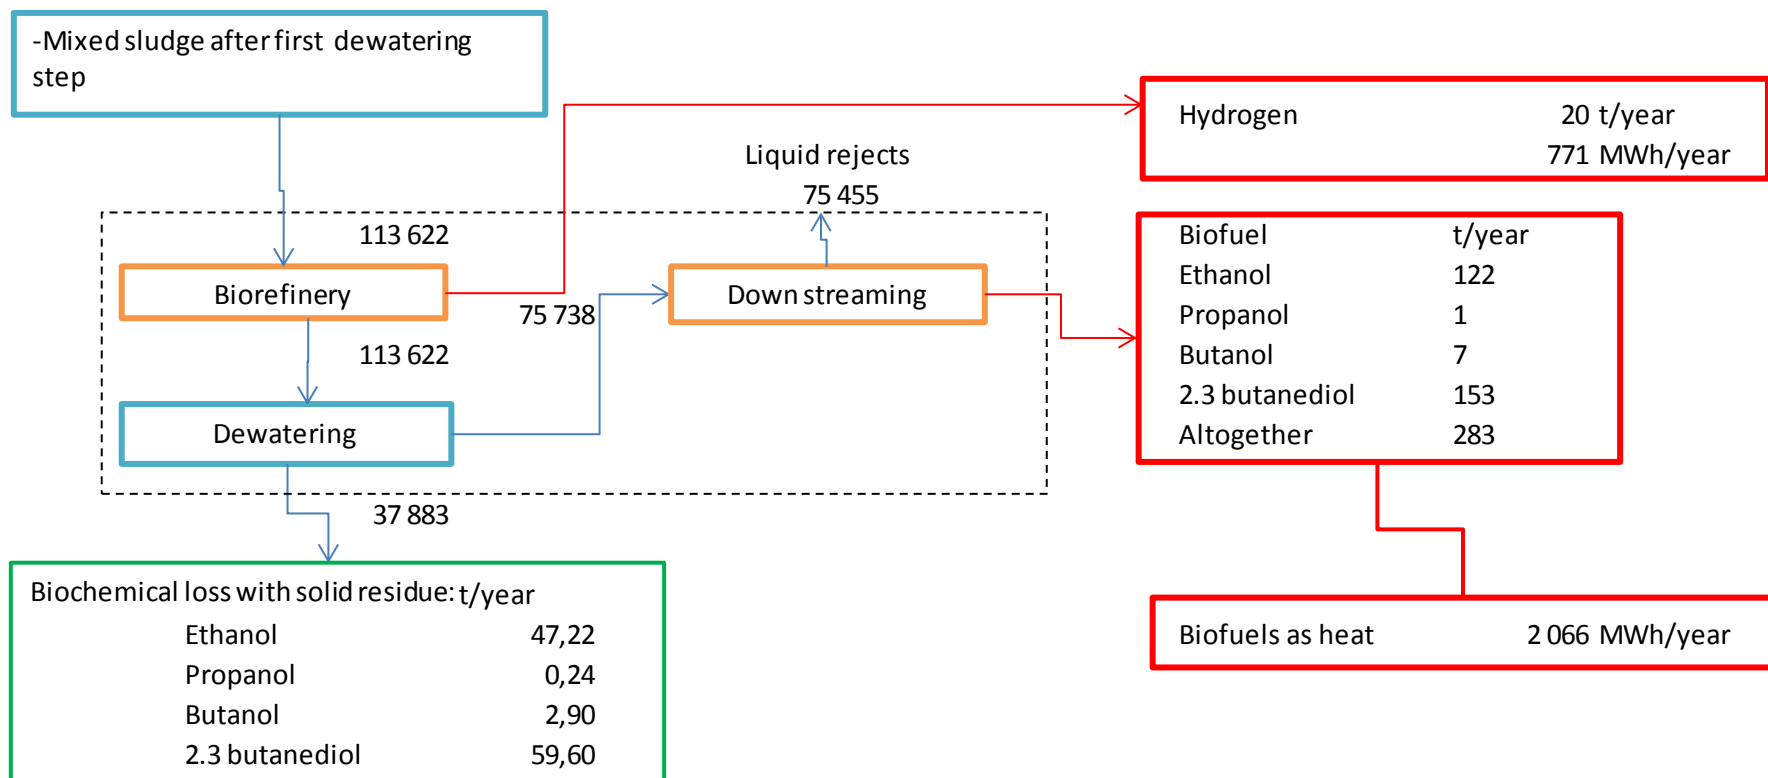 -Mixed sludge after first dewatering
step
Hydrogen 20 t/year
771 MWh/year
Liquid rejects
75 455
113 622
Biorefinery
75 738
Down streaming
113 622
Dewatering
37 883
Biofuel t/year
Ethanol 122
Propanol 1
Butanol 7
2.3 butanediol 153
Altogether 283
Biochemical loss with solid residue: t/year
Ethanol 47,22
Propanol 0,24
Butanol 2,90
2.3 butanediol 59,60
Biofuels as heat 2 066 MWh/year